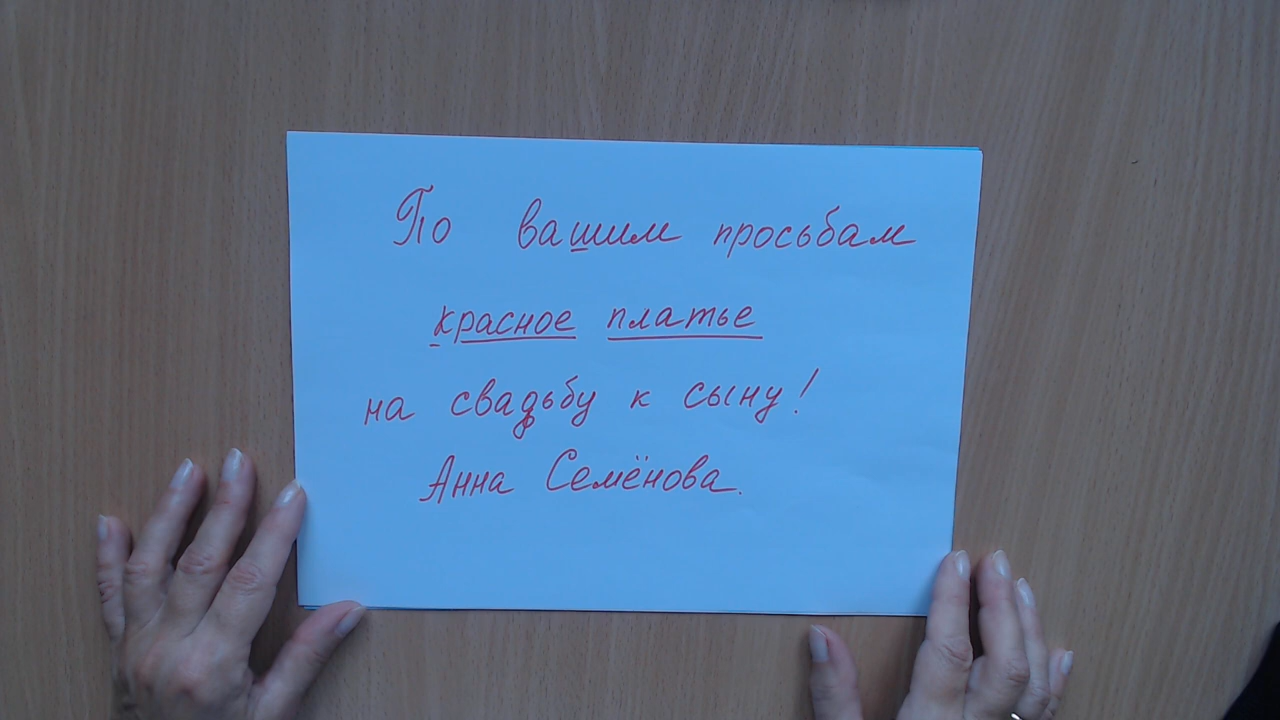 По вашим просьбам
красное платье
на свадьбу к сыну!
Анна Семёнова.